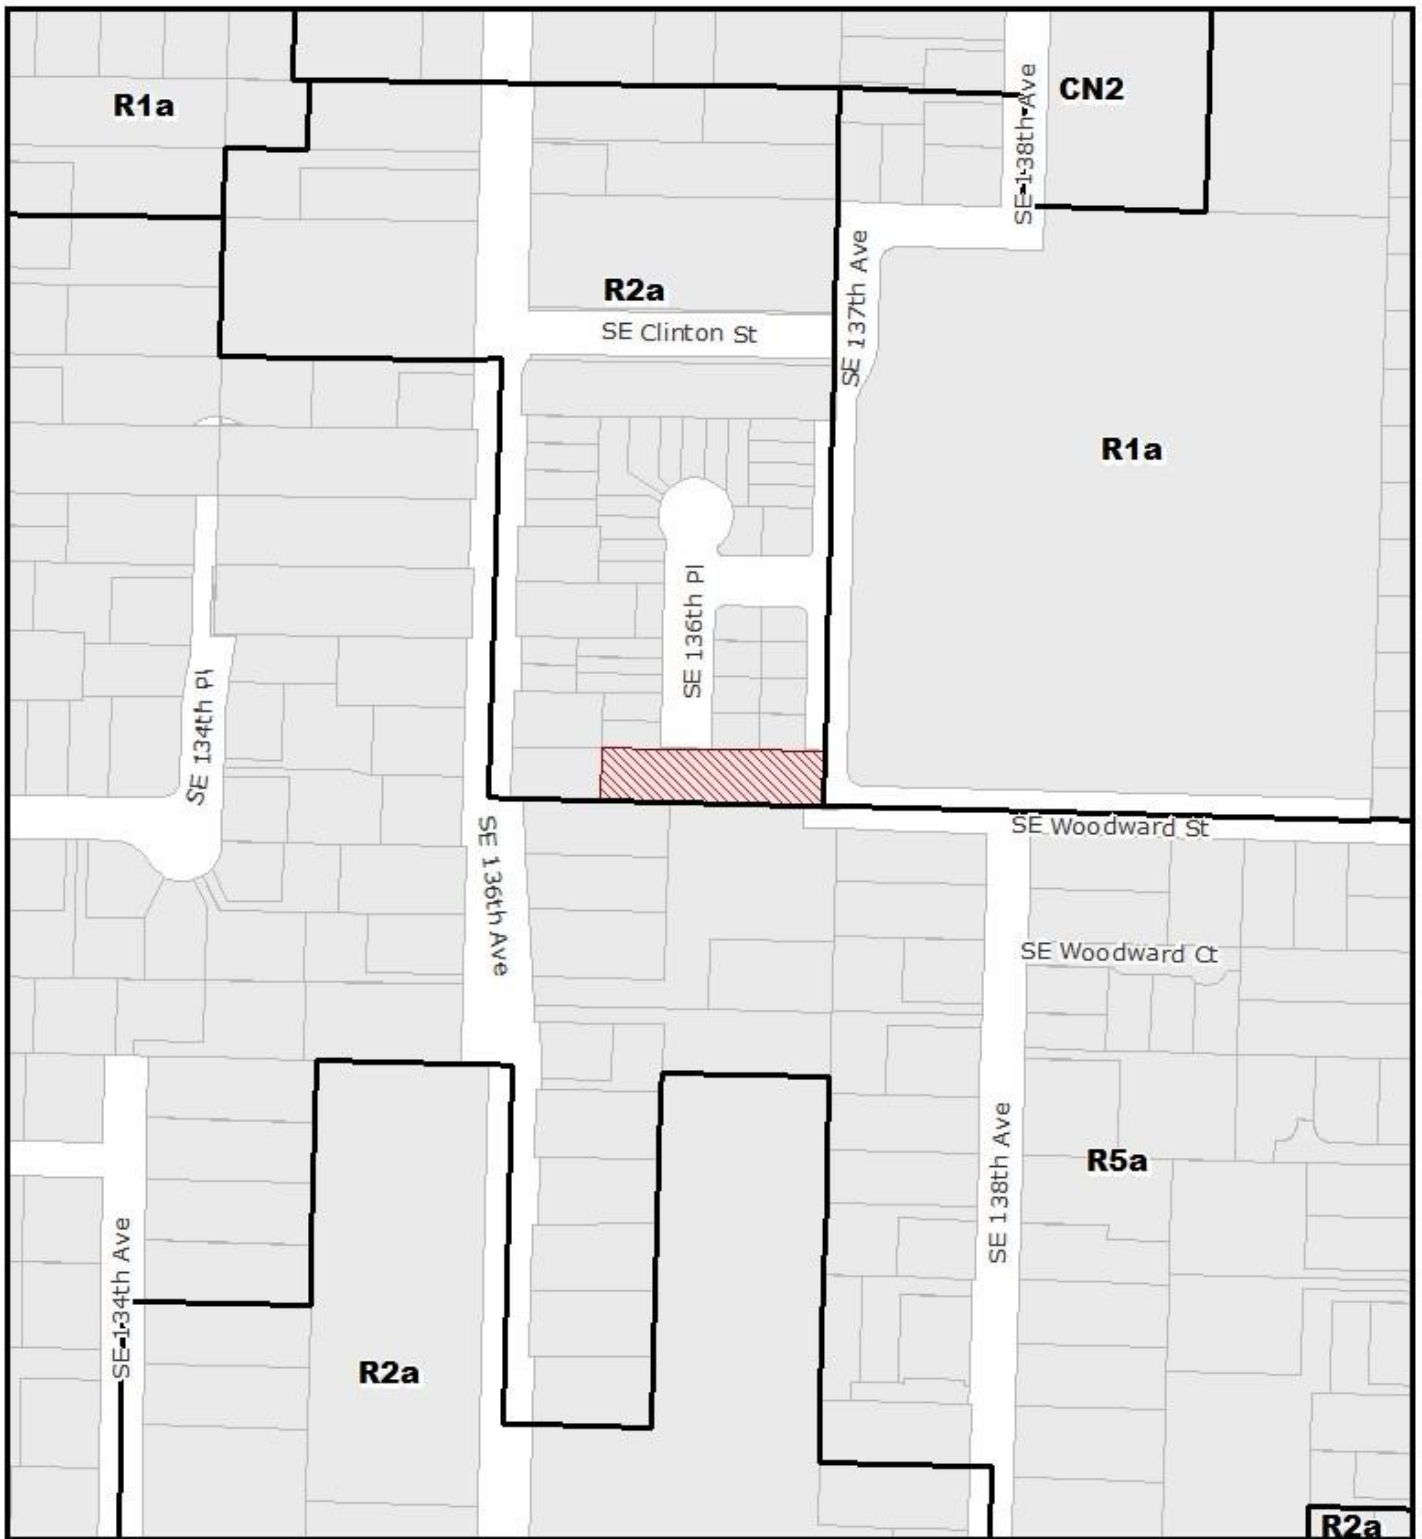 CN2
R1a
SE 138th Ave
R2a
SE Clinton St
SE 137th Ave
R1a
SE 136th Pl
SE 134th Pl
SE Woodward St
SE 136th Ave
SE Woodward Ct
R5a
SE 138th Ave
SE 134th Ave
R2a
R2a